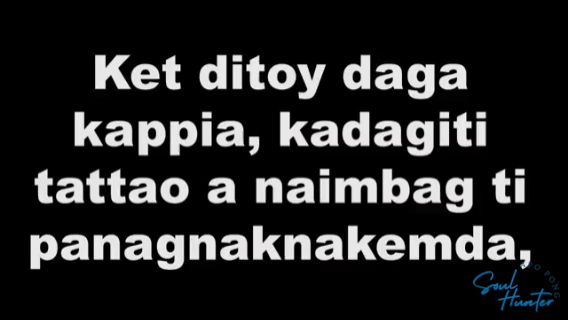 Ket ditoy daga
kappia, kadagiti
tattao a naimbag ti
panagnaknakemda,
Soul
Hunter